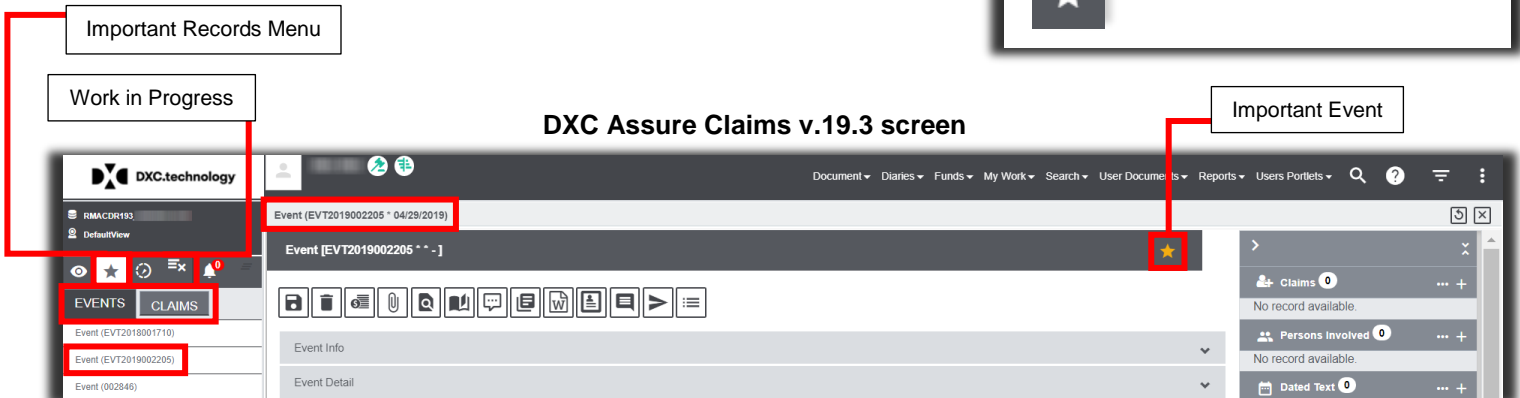 Important Records Menu
Work in Progress
Important Event
DXC Assure Claims v.19.3 screen
DXC.technology
Document Diaries Funds My Work Search User Documents Reports Users Portlets ?
RMACDR193
DefaultView
Event (EVT2019002205 * 04/29/2019)
Event [EVT2019002205 * * - ]
0
EVENTS CLAIMS
Event (EVT2018001710)
Event (EVT2019002205)
Event (002846)
W
Event Info
Event Detail
Claims 0 ... +
No record available.
Persons Involved 0 ... +
No record available.
Dated Text 0 ... +